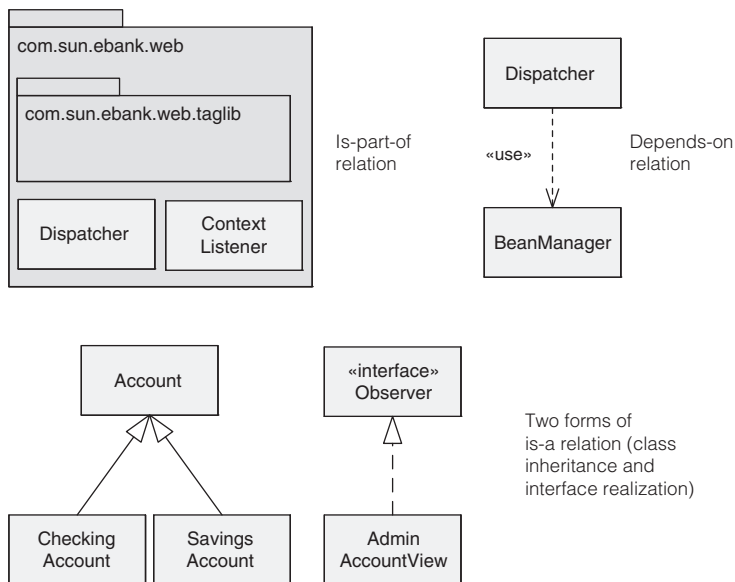 com.sun.ebank.web
com.sun.ebank.web.taglib
Dispatcher
Context
Listener
Is-part-of
relation
Dispatcher
«use»
Depends-on
relation
BeanManager
Account
Checking
Account
Savings
Account
«interface»
Observer
Admin
AccountView
Two forms of
is-a relation (class
inheritance and
interface realization)